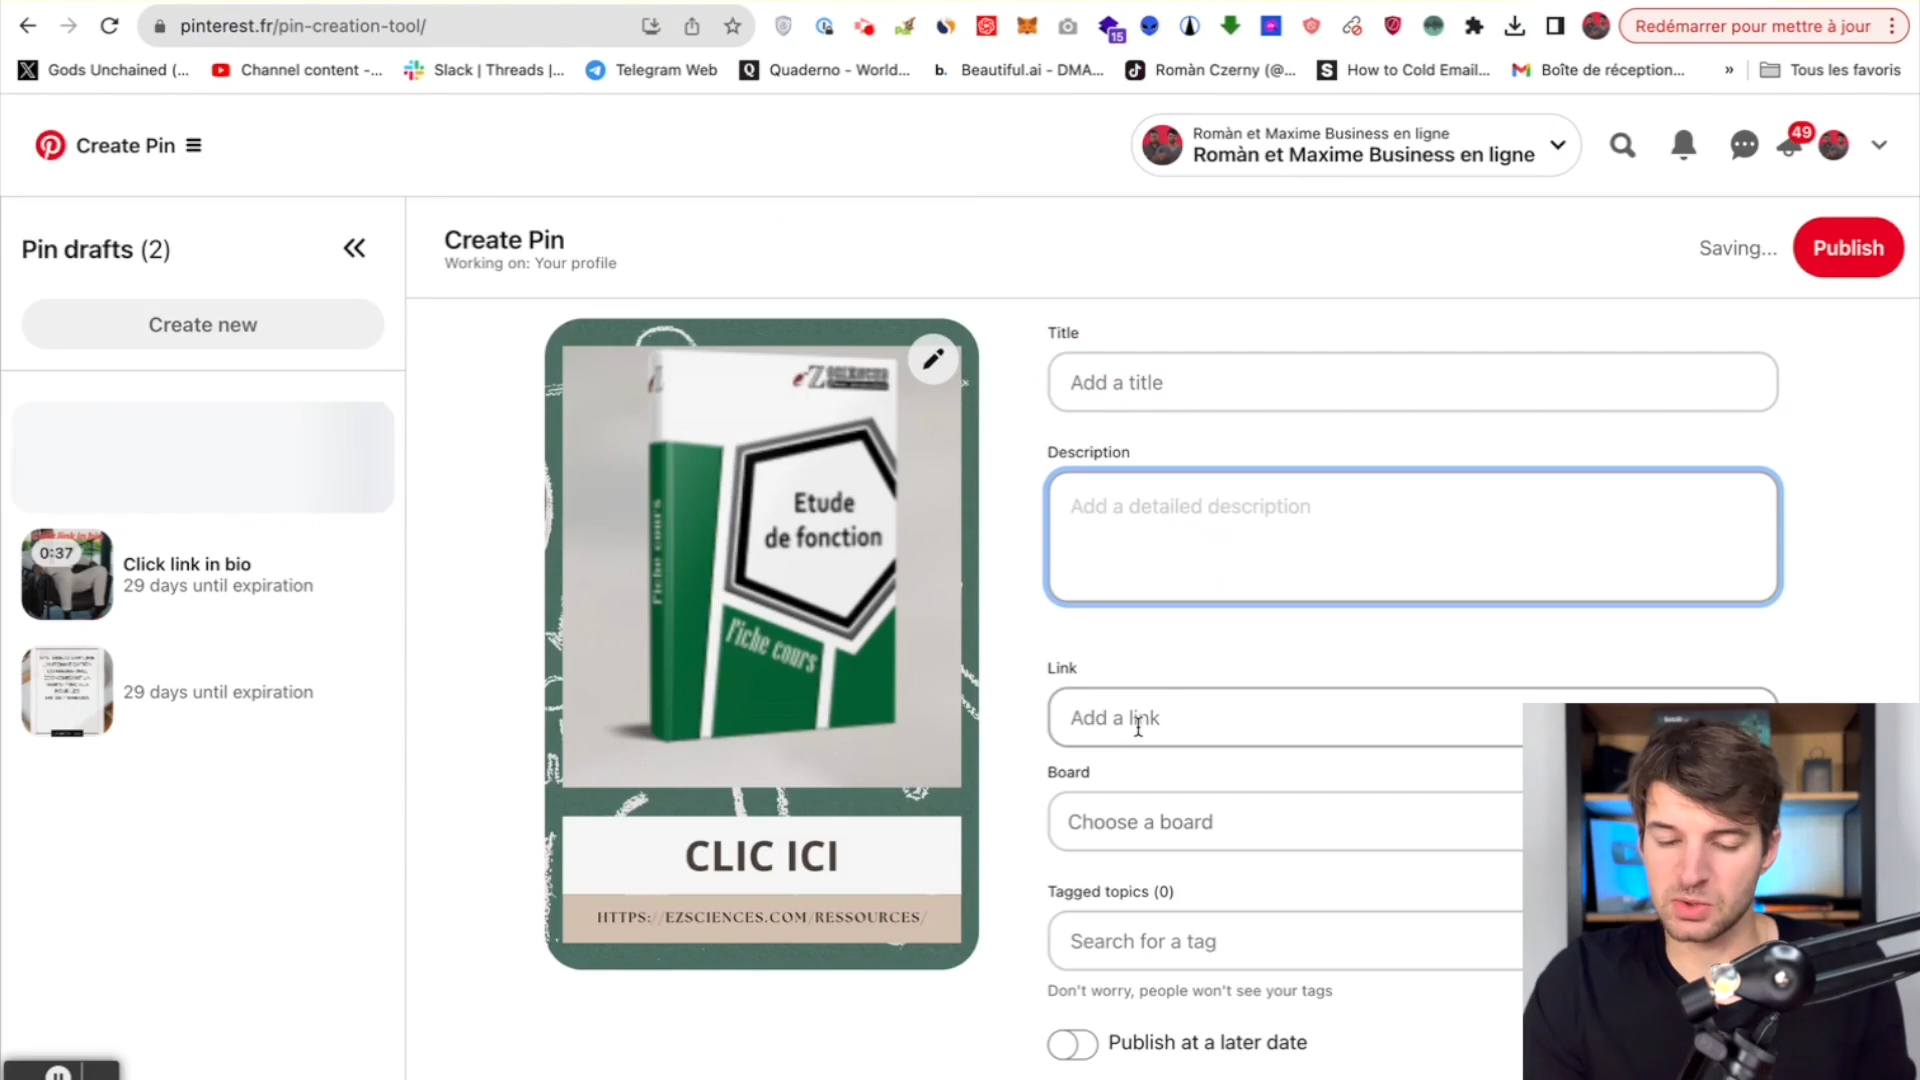 pinterest.fr/pin-creation-tool/
15
Redémarrer pour mettre à jour
Gods Unchained (...
Channel content -...
Slack | Threads |...
Telegram Web
Quaderno - World...
b. Beautiful.ai - DMA...
Romàn Czerny (@...
How to Cold Email...
Boîte de réception...
»
Tous les favoris
Create Pin
Romàn et Maxime Business en ligne
Romàn et Maxime Business en ligne
49
Pin drafts (2)
Create new
0:37
Click link in bio
29 days until expiration
29 days until expiration
Create Pin
Working on: Your profile
Saving...
Publish
eZ SCIENCES
Etude
de fonction
Fiche cours
Fiche cours
CLIC ICI
HTTPS://EZSCIENCES.COM/RESSOURCES/
Title
Add a title
Description
Add a detailed description
Link
Add a link
Board
Choose a board
Tagged topics (0)
Search for a tag
Don't worry, people won't see your tags
Publish at a later date